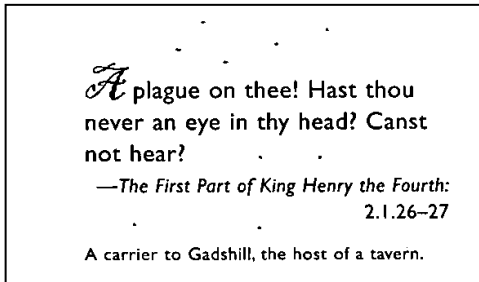 A plague on thee! Hast thou
never an eye in thy head? Canst
not hear?
—The First Part of King Henry the Fourth:
2.1.26–27
A carrier to Gadshill, the host of a tavern.